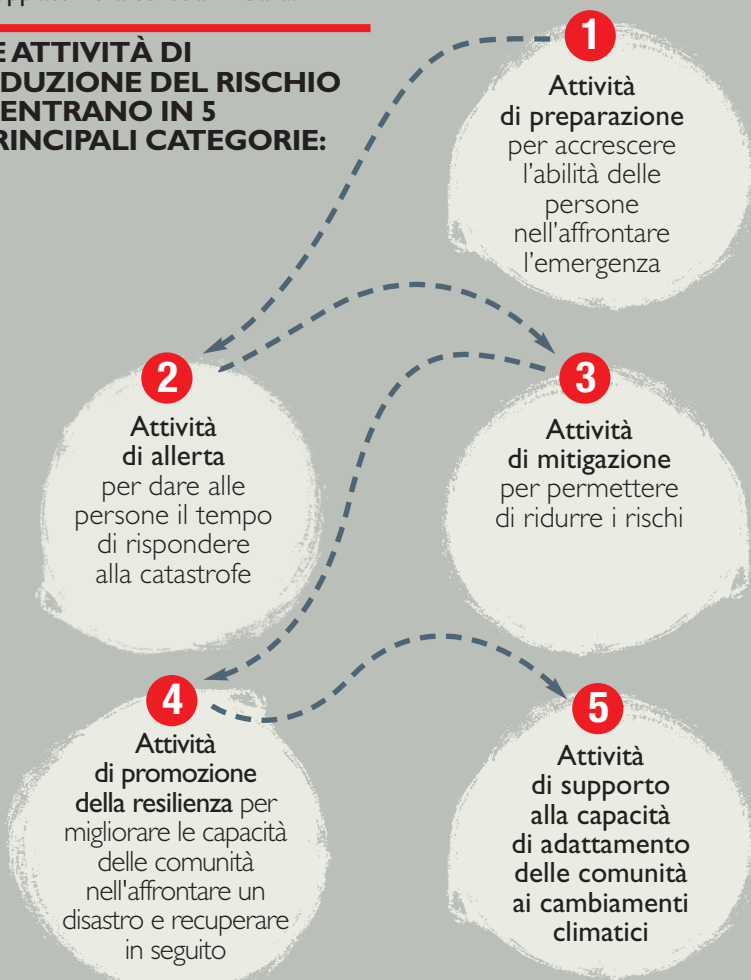 ATTIVITÀ DI
DUZIONE DEL RISCHIO
ENTRANO IN 5
RINCIPALI CATEGORIE:
1
Attività
di preparazione
per accrescere
l’abilità delle
persone
nell’affrontare
l’emergenza
2
Attività
di allerta
per dare alle
persone il tempo
di rispondere
alla catastrofe
3
Attività
di mitigazione
per permettere
di ridurre i rischi
4
Attività
di promozione
della resilienza per
migliorare le capacità
delle comunità
nell'affrontare un
disastro e recuperare
in seguito
5
Attività
di supporto
alla capacità
di adattamento
delle comunità
ai cambiamenti
climatici